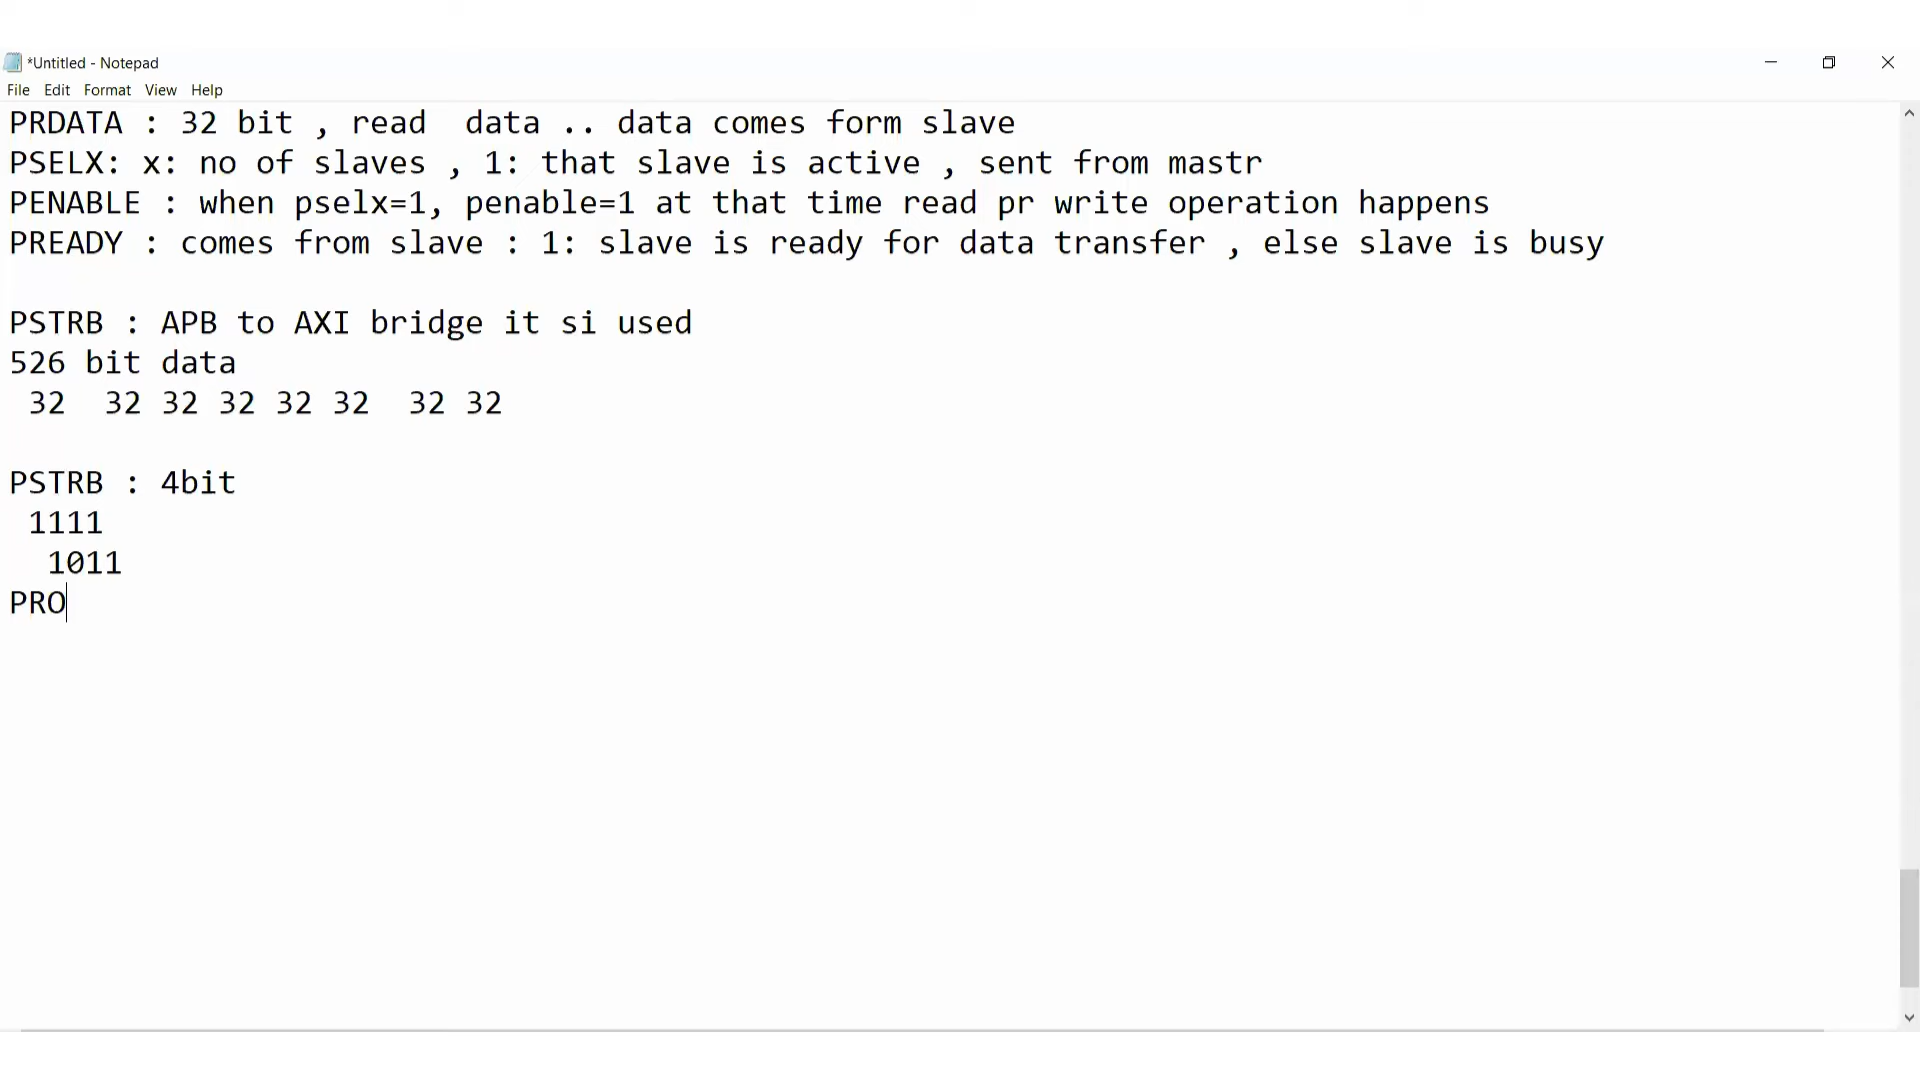 *Untitled - Notepad
File Edit Format View Help
PRDATA : 32 bit , read  data .. data comes form slave
PSELX: x: no of slaves , 1: that slave is active , sent from mastr
PENABLE : when pselx=1, penable=1 at that time read pr write operation happens
PREADY : comes from slave : 1: slave is ready for data transfer , else slave is busy
PSTRB : APB to AXI bridge it si used
526 bit data
32  32 32 32 32 32  32 32
PSTRB : 4bit
1111
1011
PRO